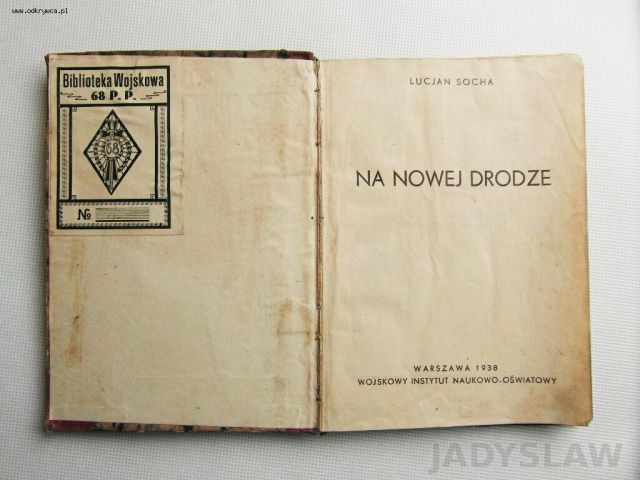 www.odkrywca.pl
Biblioteka Wojskowa
68 P. P.
No
LUCJAN SOCHA
NA NOWEJ DRODZE
WARSZAWA 1938
WOJSKOWY INSTYTUT NAUKOWO-OŚWIATOWY
JADYSLAW